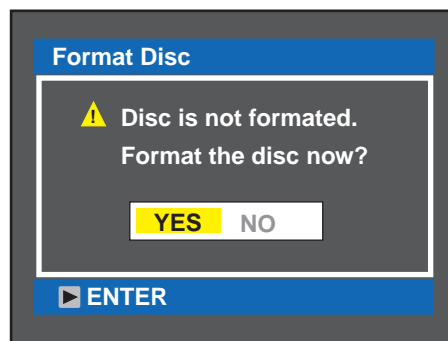 Format Disc
! Disc is not formated.
Format the disc now?
YES NO
ENTER